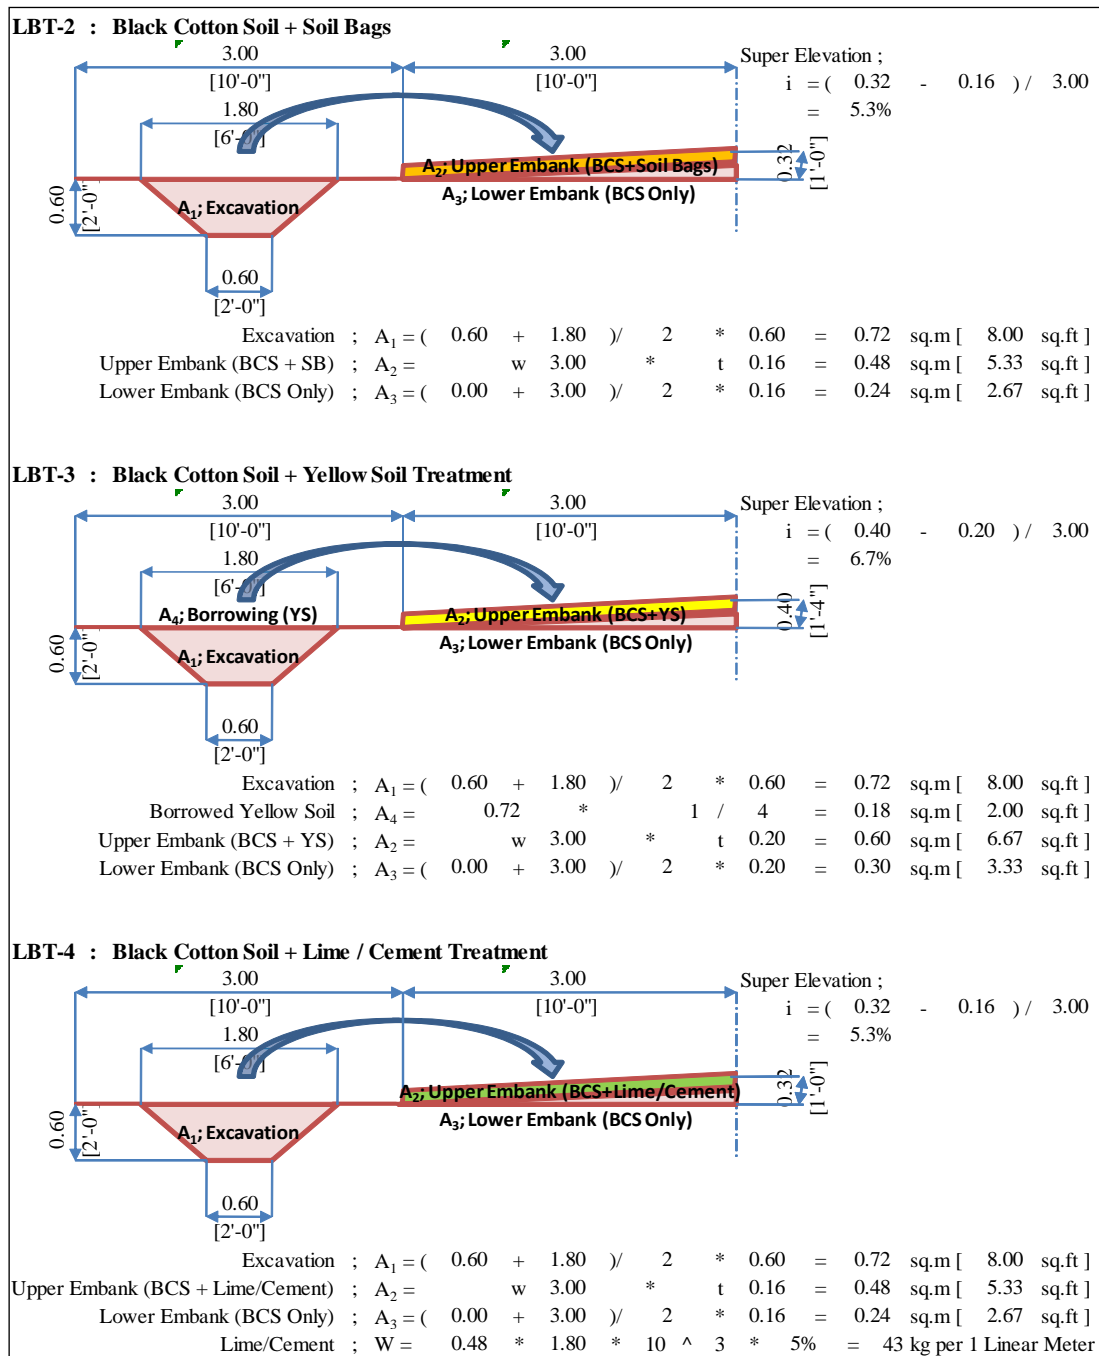 LBT-2 : Black Cotton Soil + Soil Bags
3.00 3.00 Super Elevation ;
[10'-0"] [10'-0"] i = ( 0.32 - 0.16 ) / 3.00
1.80 = 5.3%
[6'-0"]
A2; Upper Embank (BCS+Soil Bags) 0.32 [1'-0"]
A3; Lower Embank (BCS Only)
0.60 [2'-0"] A1; Excavation
0.60
[2'-0"]
Excavation ; A1 = ( 0.60 + 1.80 )/ 2 * 0.60 = 0.72 sq.m [ 8.00 sq.ft ]
Upper Embank (BCS + SB) ; A2 = w 3.00 * t 0.16 = 0.48 sq.m [ 5.33 sq.ft ]
Lower Embank (BCS Only) ; A3 = ( 0.00 + 3.00 )/ 2 * 0.16 = 0.24 sq.m [ 2.67 sq.ft ]
LBT-3 : Black Cotton Soil + Yellow Soil Treatment
3.00 3.00 Super Elevation ;
[10'-0"] [10'-0"] i = ( 0.40 - 0.20 ) / 3.00
1.80 = 6.7%
[6'-0"]
A4; Borrowing (YS) A2; Upper Embank (BCS+YS) 0.40 [1'-4"]
A3; Lower Embank (BCS Only)
0.60 [2'-0"] A1; Excavation
0.60
[2'-0"]
Excavation ; A1 = ( 0.60 + 1.80 )/ 2 * 0.60 = 0.72 sq.m [ 8.00 sq.ft ]
Borrowed Yellow Soil ; A4 = 0.72 * 1 / 4 = 0.18 sq.m [ 2.00 sq.ft ]
Upper Embank (BCS + YS) ; A2 = w 3.00 * t 0.20 = 0.60 sq.m [ 6.67 sq.ft ]
Lower Embank (BCS Only) ; A3 = ( 0.00 + 3.00 )/ 2 * 0.20 = 0.30 sq.m [ 3.33 sq.ft ]
LBT-4 : Black Cotton Soil + Lime / Cement Treatment
3.00 3.00 Super Elevation ;
[10'-0"] [10'-0"] i = ( 0.32 - 0.16 ) / 3.00
1.80 = 5.3%
[6'-0"]
A2; Upper Embank (BCS+Lime/Cement) 0.32 [1'-0"]
A3; Lower Embank (BCS Only)
0.60 [2'-0"] A1; Excavation
0.60
[2'-0"]
Excavation ; A1 = ( 0.60 + 1.80 )/ 2 * 0.60 = 0.72 sq.m [ 8.00 sq.ft ]
Upper Embank (BCS + Lime/Cement) ; A2 = w 3.00 * t 0.16 = 0.48 sq.m [ 5.33 sq.ft ]
Lower Embank (BCS Only) ; A3 = ( 0.00 + 3.00 )/ 2 * 0.16 = 0.24 sq.m [ 2.67 sq.ft ]
Lime/Cement ; W = 0.48 * 1.80 * 10 ^ 3 * 5% = 43 kg per 1 Linear Meter